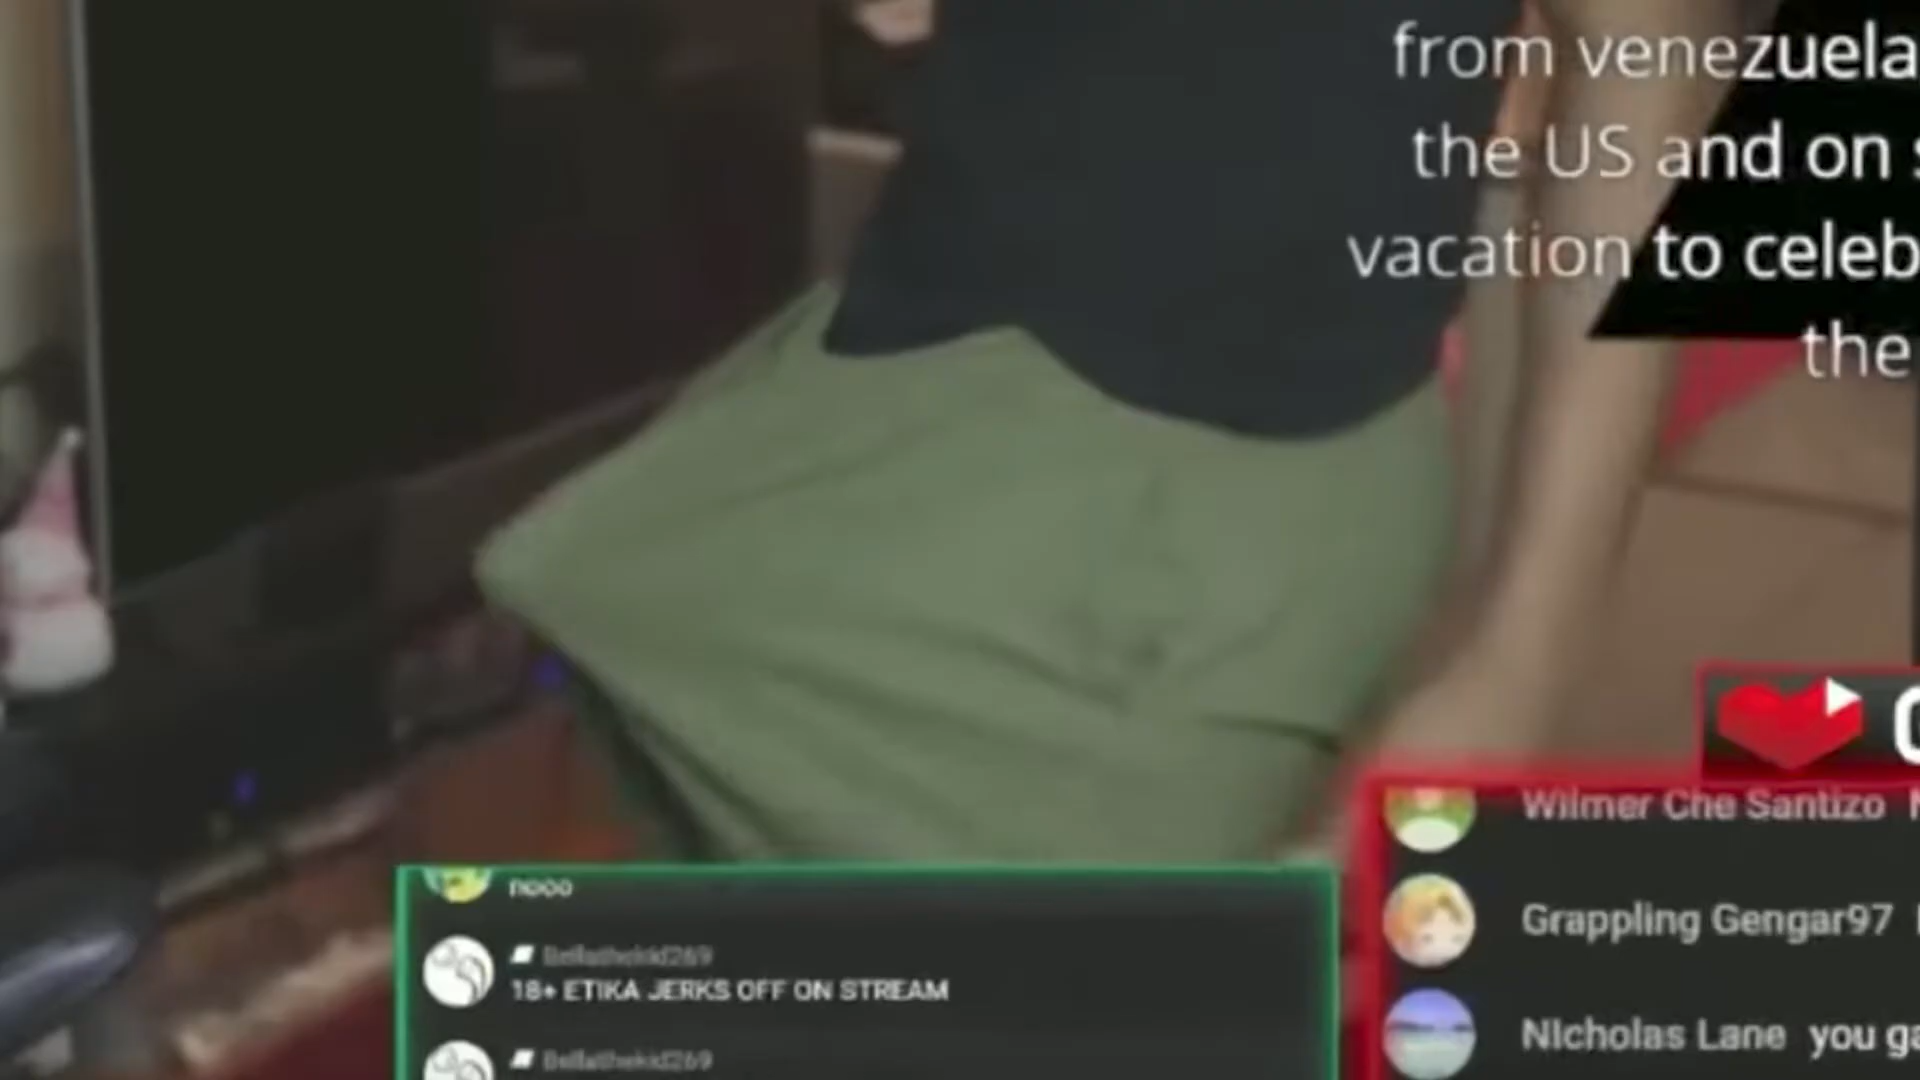 from venezuela
the US and on s
vacation to celeb
the
Wilmer Che Santizo
nooo
Grappling Gengar97
18+ ETIKA JERKS OFF ON STREAM
Nicholas Lane you ga